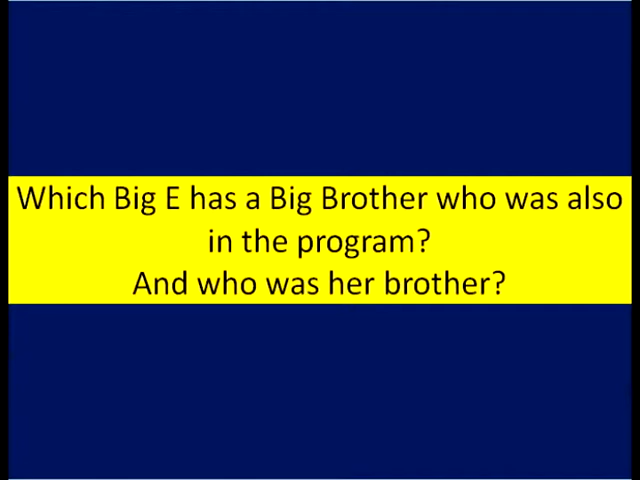 Which Big E has a Big Brother who was also
in the program?
And who was her brother?